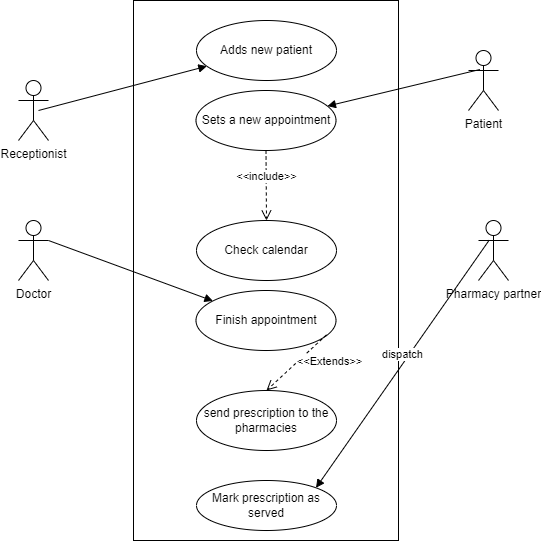 Adds new patient
Sets a new appointment
Receptionist
Patient
<<include>>
Check calendar
Doctor
Pharmacy partner
Finish appointment
dispatch
<<Extends>>
send prescription to the
pharmacies
Mark prescription as
served